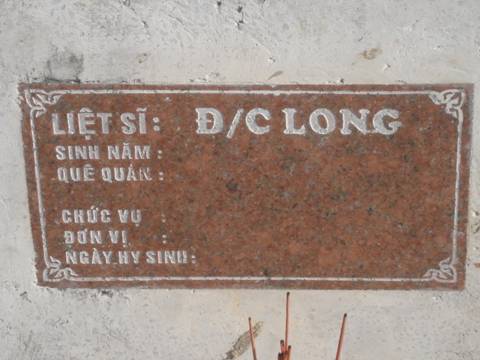 LIỆT SĨ: Đ/C LONG
SINH NĂM :
QUÊ QUÁN :
CHỨC VỤ :
ĐƠN VỊ :
NGÀY HY SINH :